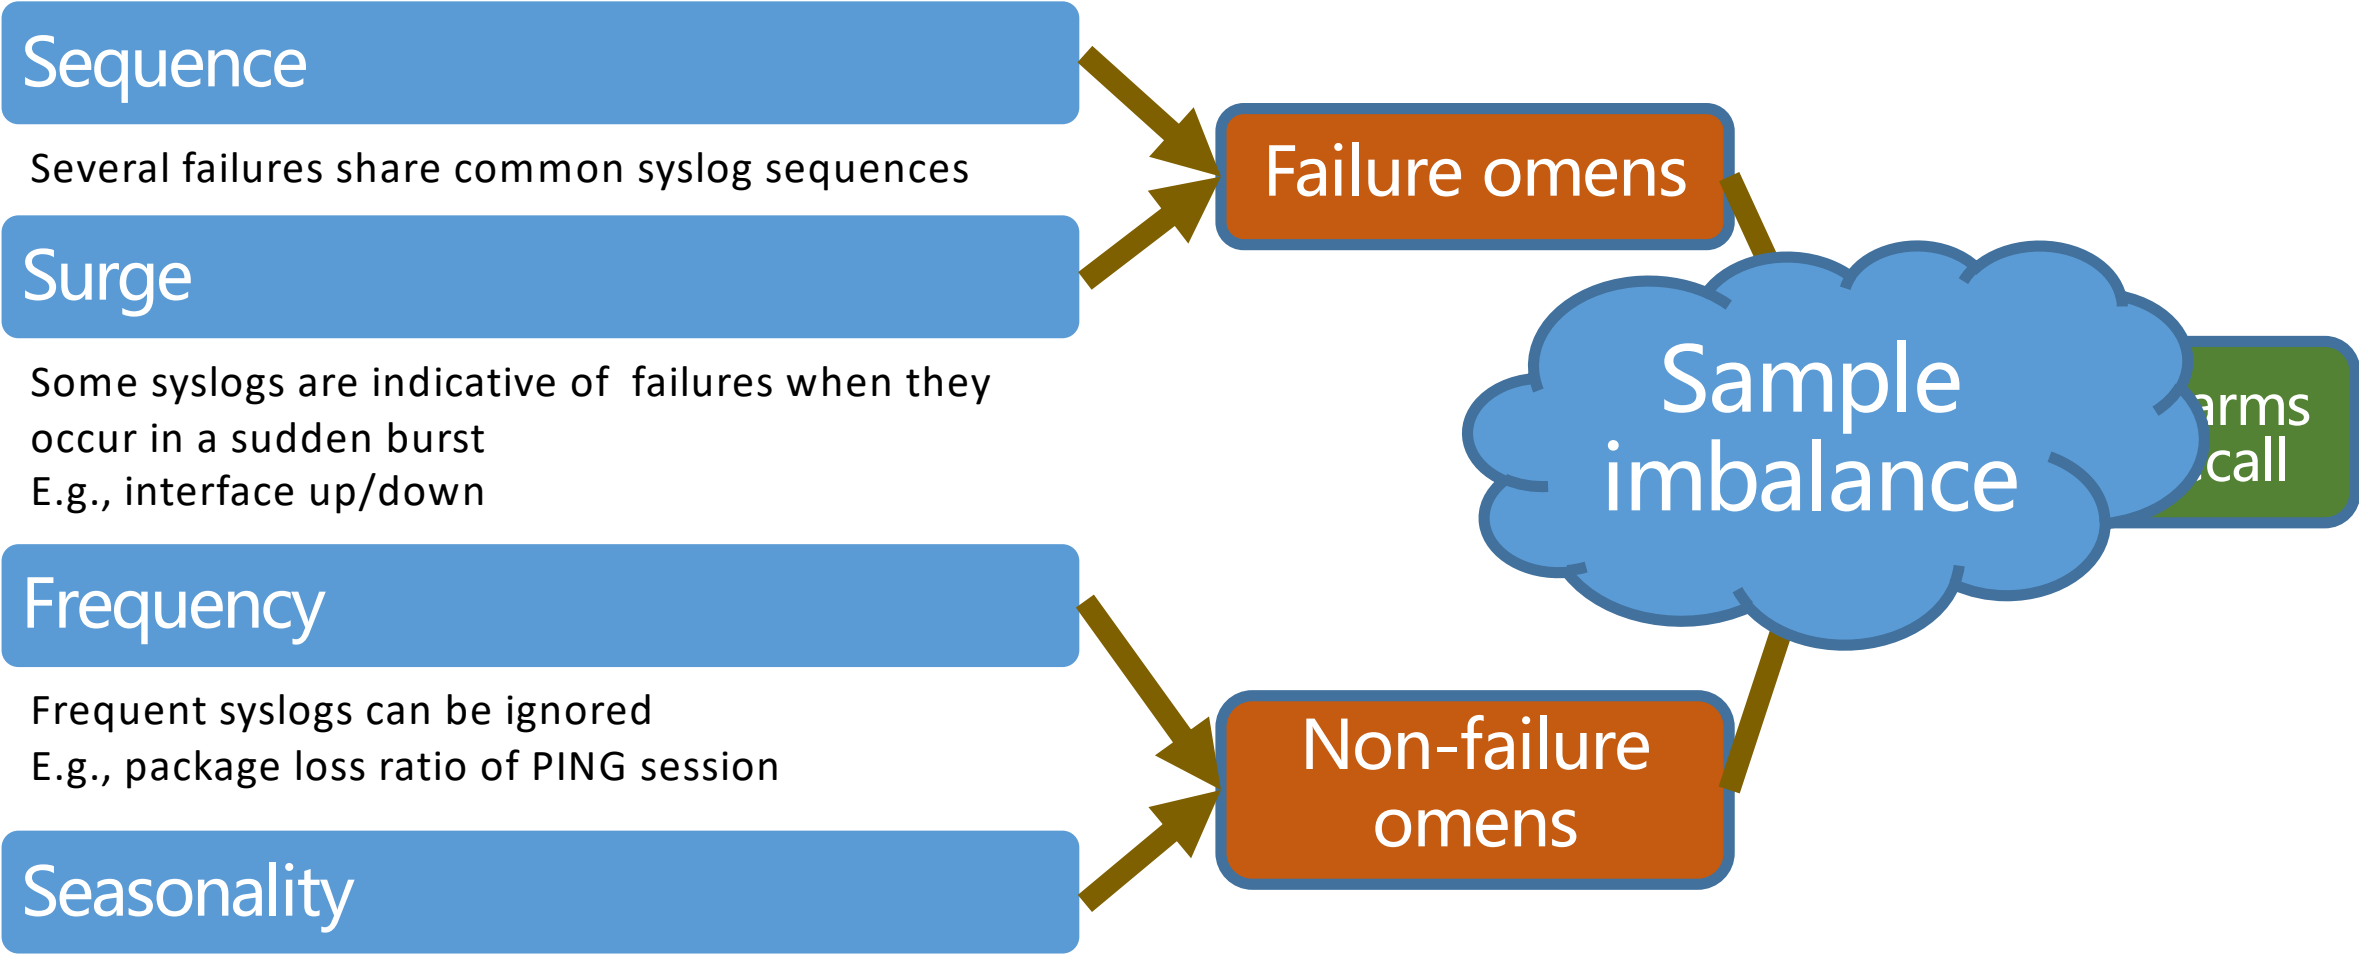 Sequence
Several failures share common syslog sequences
Surge
Some syslogs are indicative of failures when they
occur in a sudden burst
E.g., interface up/down
Frequency
Frequent syslogs can be ignored
E.g., package loss ratio of PING session
Seasonality
Failure omens
Non-failure
omens
Sample
imbalance